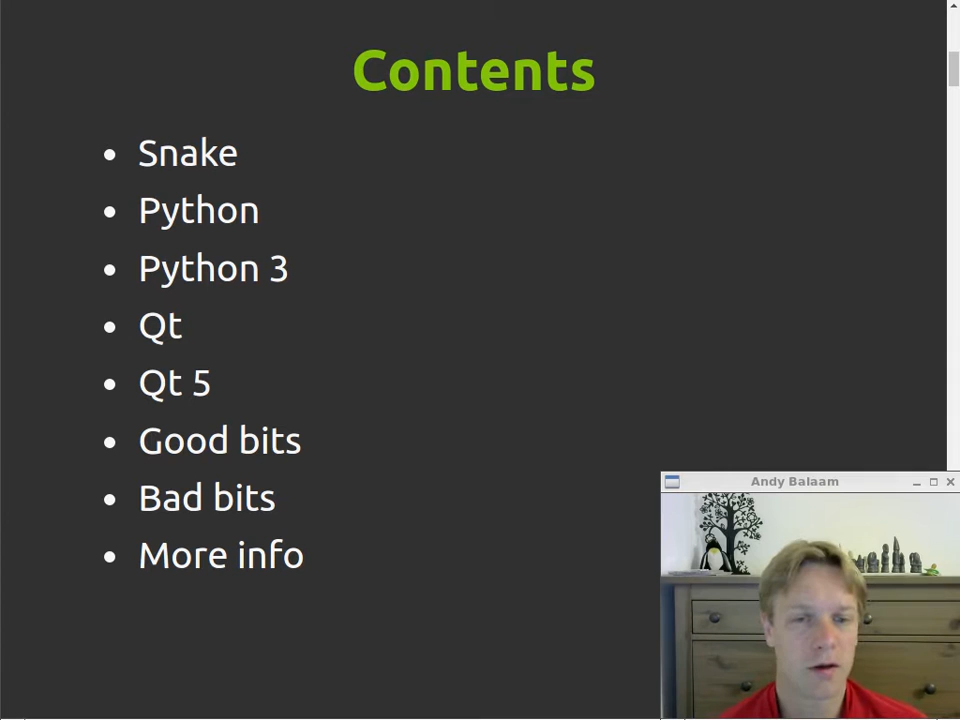 Contents
Snake
Python
Python 3
Qt
Qt 5
Good bits
Bad bits
More info
Andy Balaam